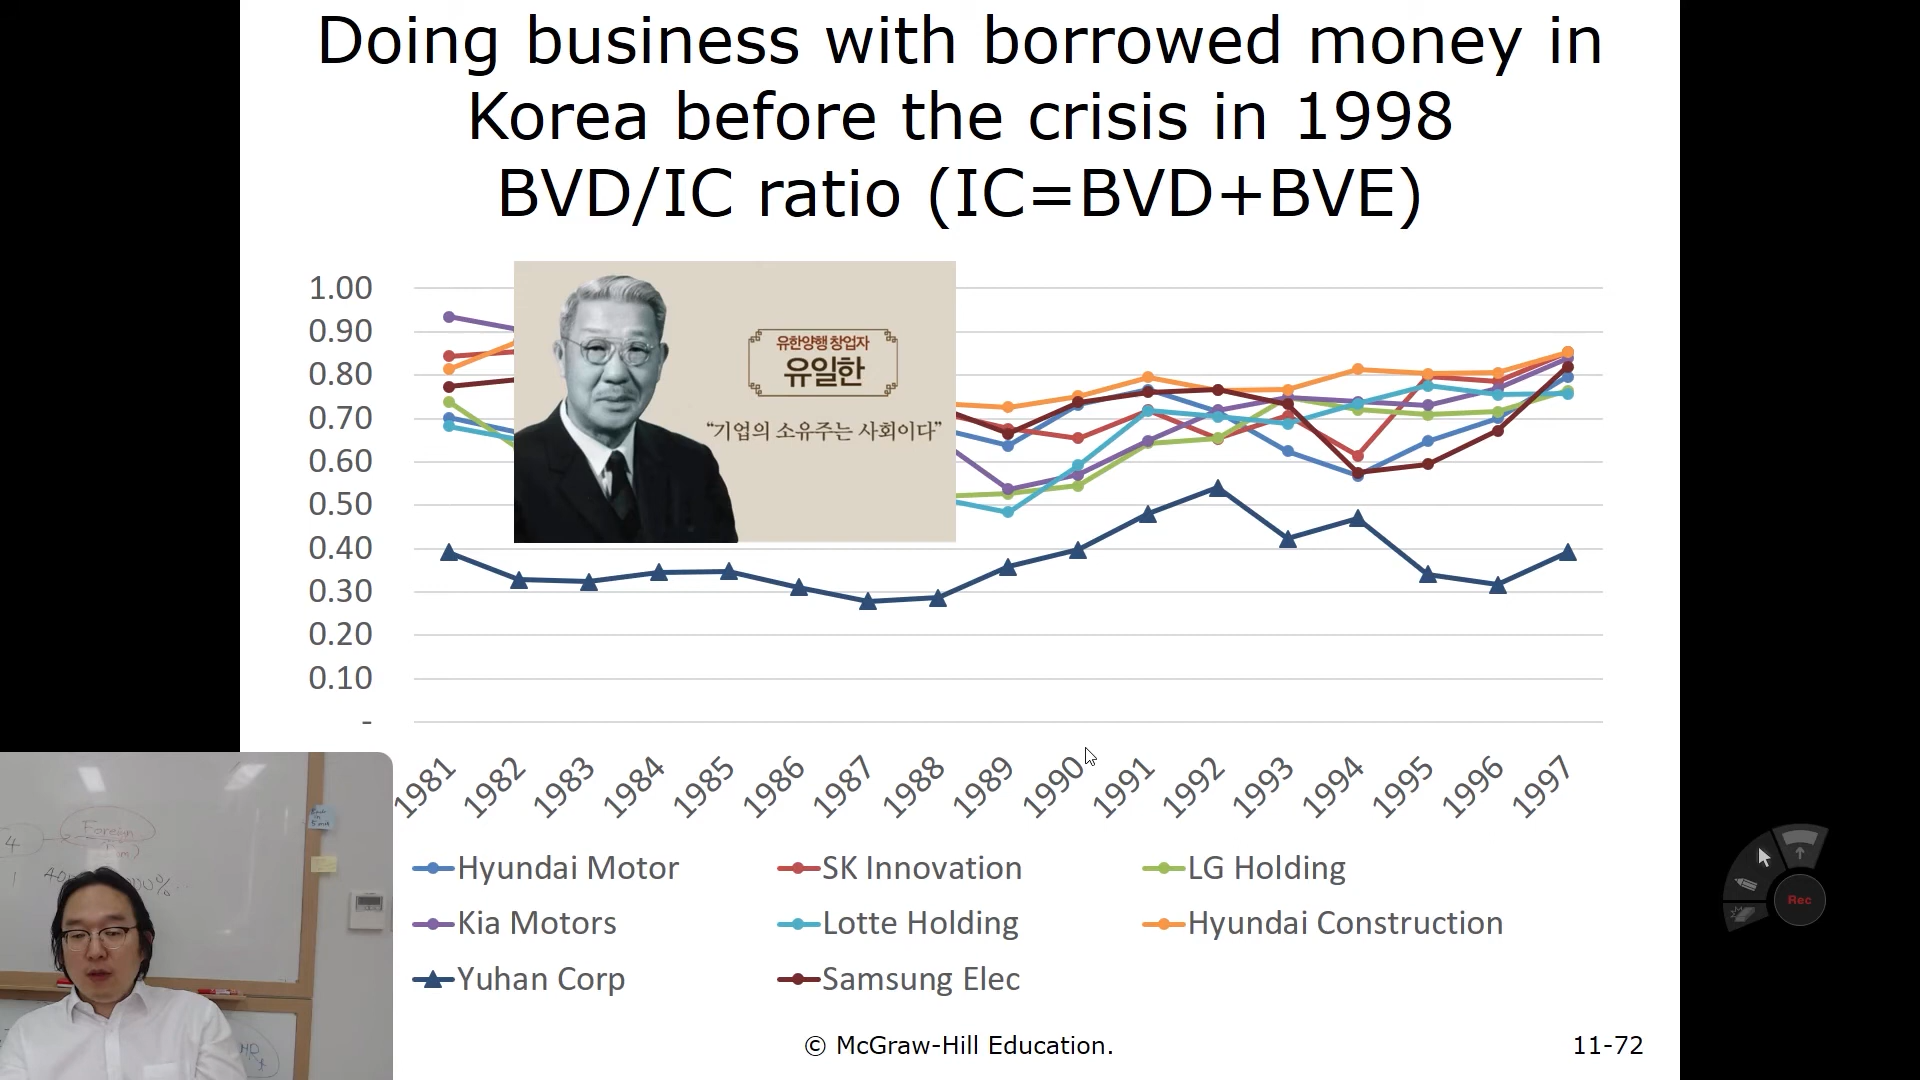 Doing business with borrowed money in
Korea before the crisis in 1998
BVD/IC ratio (IC=BVD+BVE)
1.00
0.90
0.80
0.70
0.60
0.50
0.40
0.30
0.20
0.10
-
유한양행 창업자
유일한
“기업의 소유주는 사회이다”
1981 1982 1983 1984 1985 1986 1987 1988 1989 1990 1991 1992 1993 1994 1995 1996 1997
Hyundai Motor SK Innovation LG Holding
Kia Motors Lotte Holding Hyundai Construction
Yuhan Corp Samsung Elec
© McGraw-Hill Education. 11-72
Foreign
4
Rec